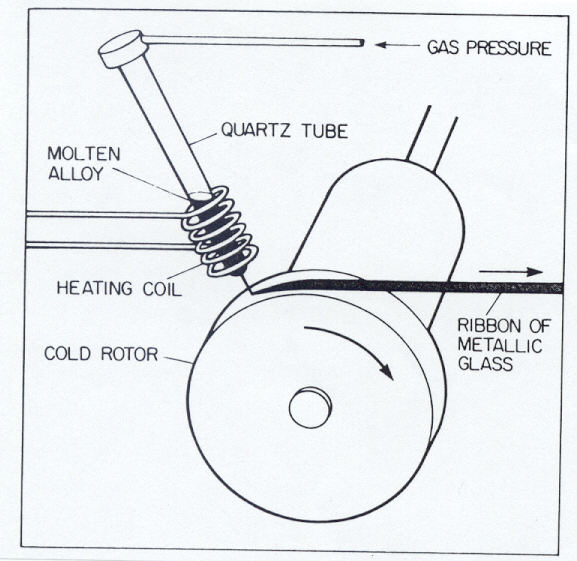 GAS PRESSURE
QUARTZ TUBE
MOLTEN
ALLOY
HEATING COIL
RIBBON OF
METALLIC
GLASS
COLD ROTOR